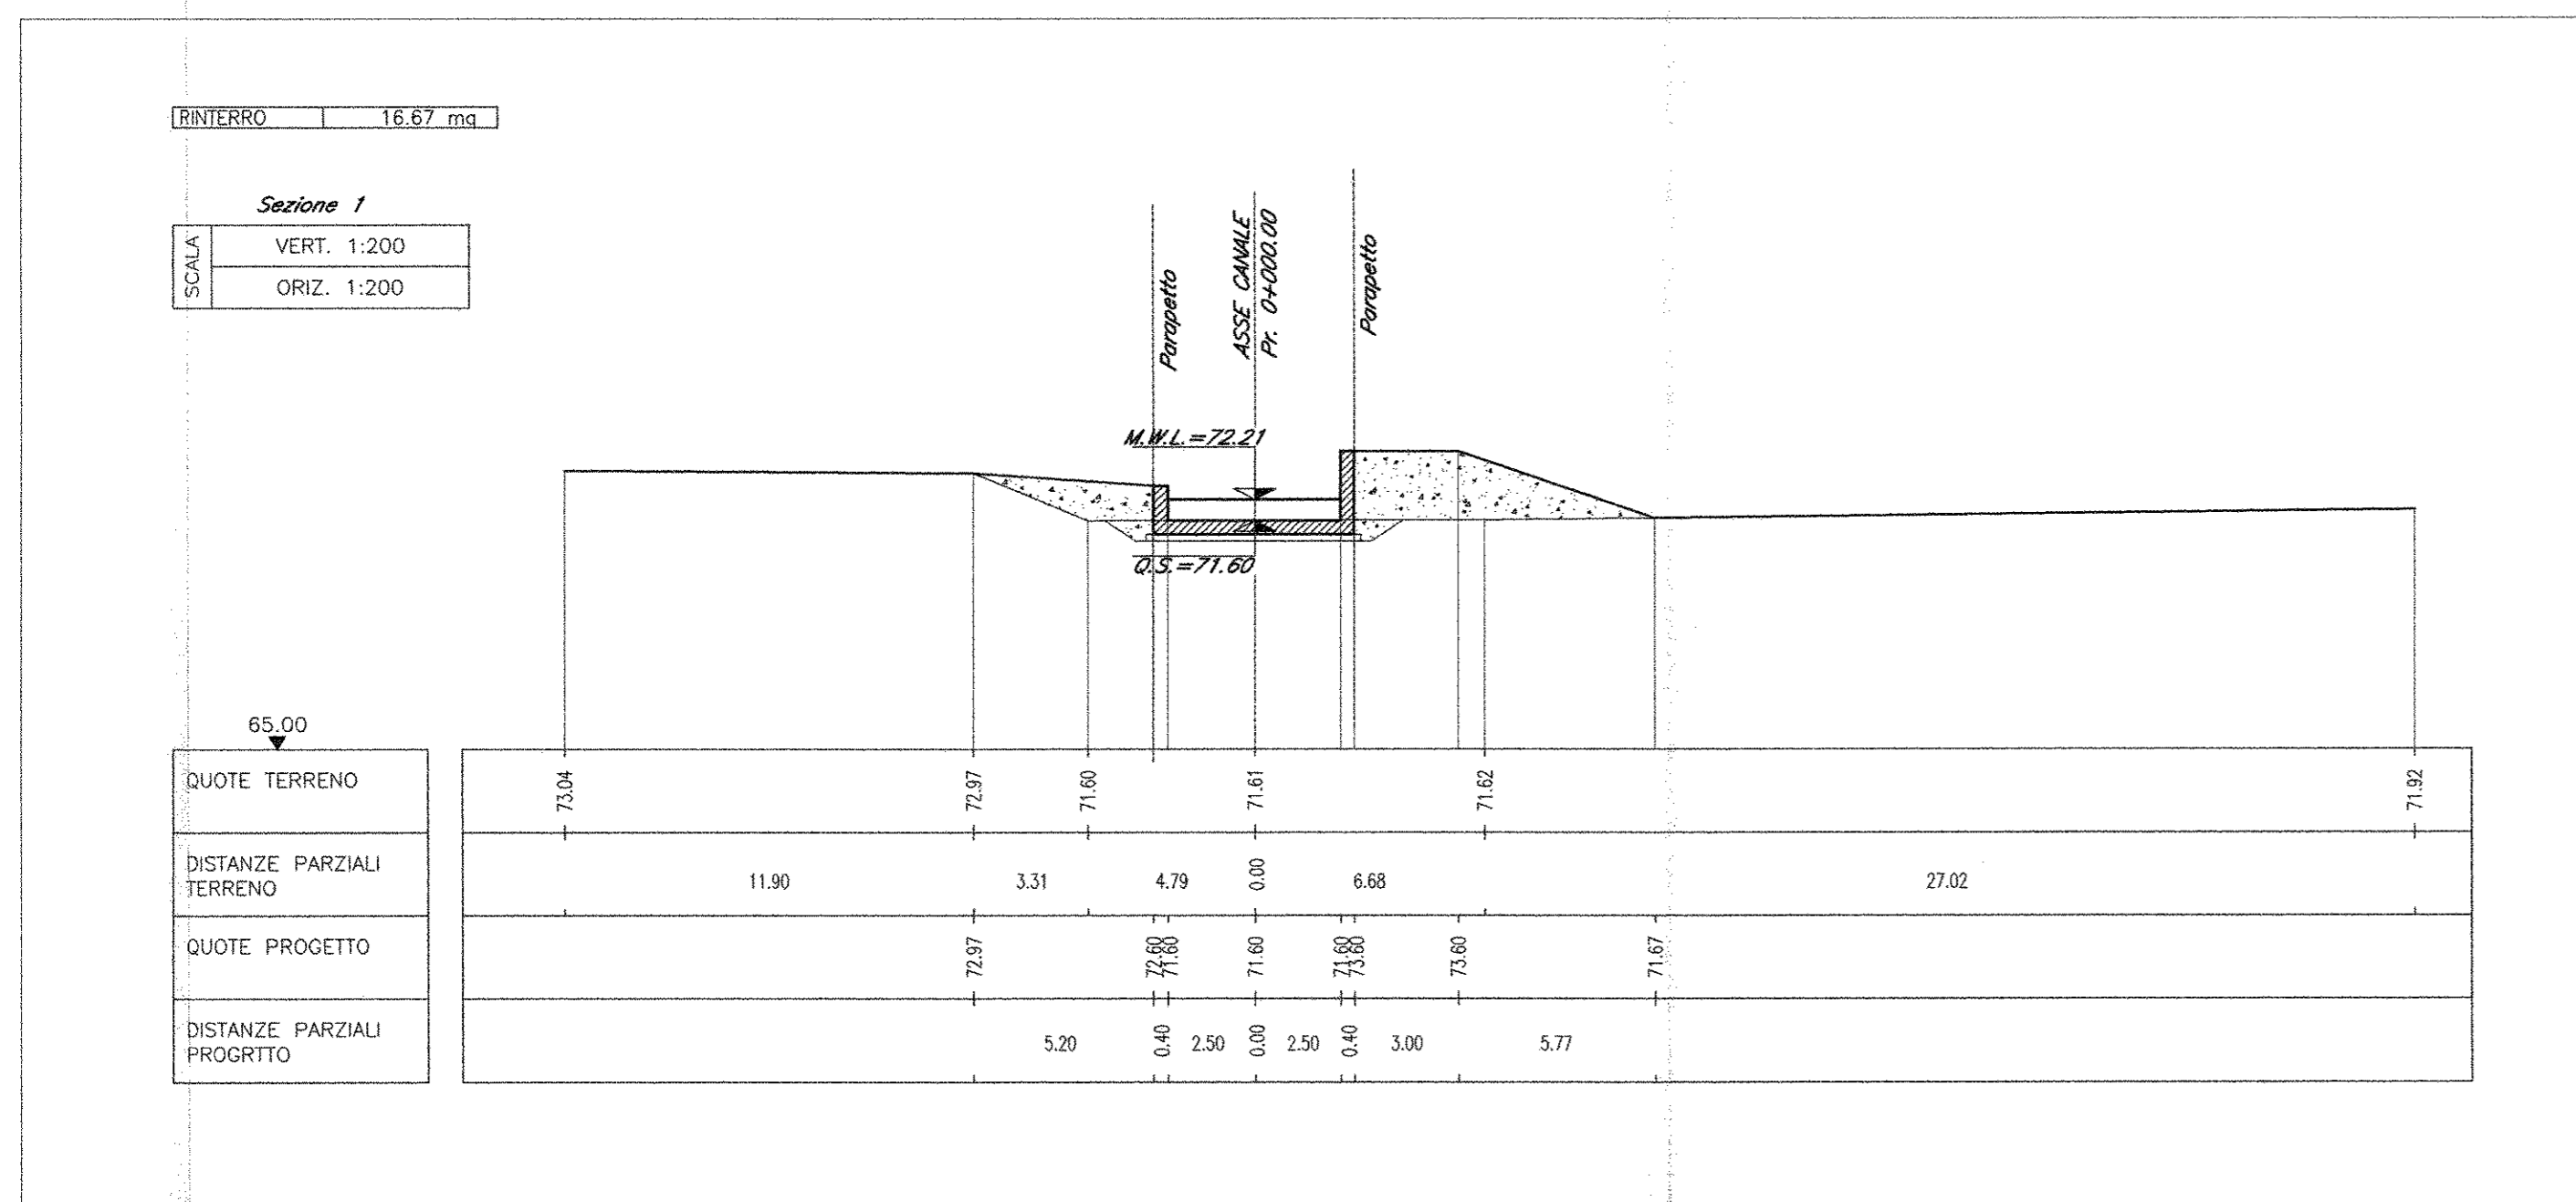 RINTERRO 16.67 mq
Sezione 1
SCALA
VERT. 1:200
ORIZ. 1:200
Parapetto
ASSE CANALE
Pr. 0+000.00
Parapetto
M.W.L.=72.21
Q.S.=71.60
65.00
QUOTE TERRENO 73.04 72.97 71.60 71.61 71.62 71.92
DISTANZE PARZIALI
TERRENO
11.90 3.31 4.79 0.00 6.68 27.02
QUOTE PROGETTO 72.97 72.60 71.60 71.60 71.60 73.60 73.60 71.67
DISTANZE PARZIALI
PROGRTTO
5.20 0.40 2.50 0.00 2.50 0.40 3.00 5.77